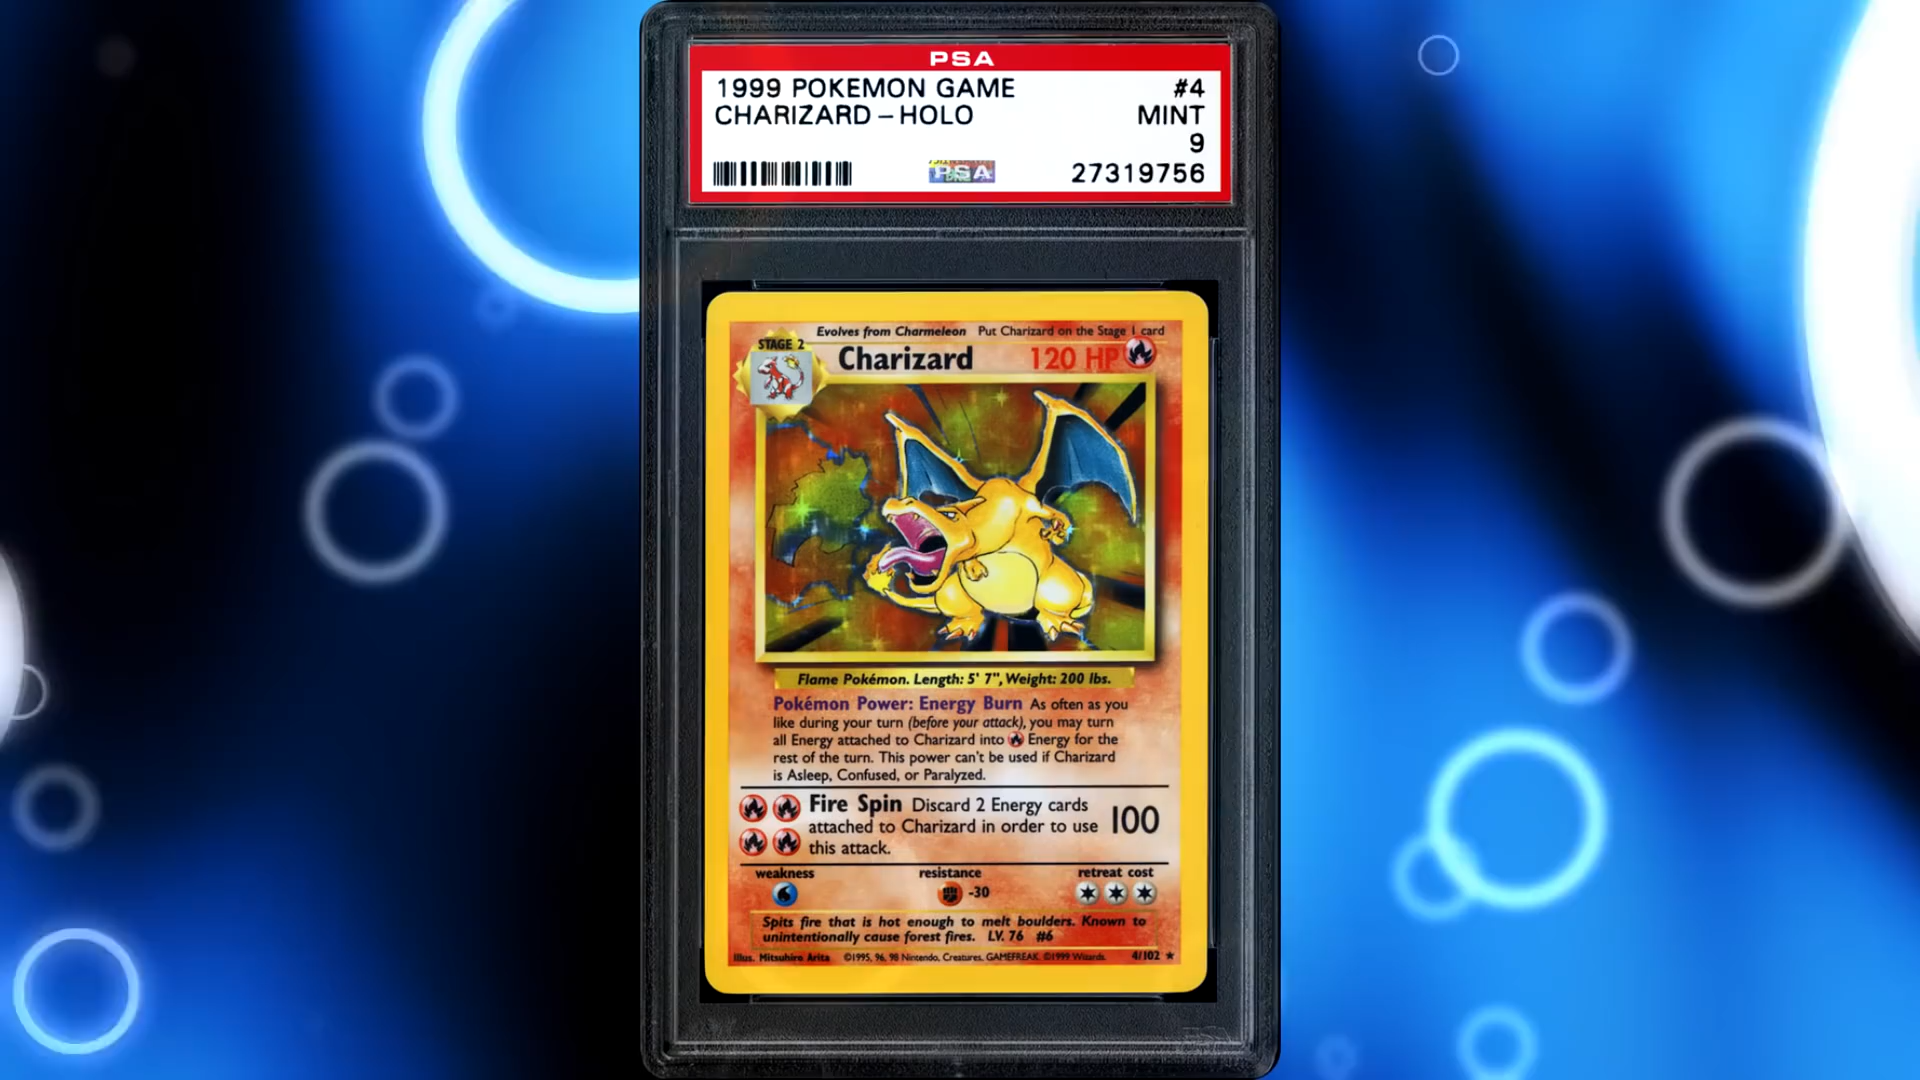 PSA
1999 POKEMON GAME #4
CHARIZARD – HOLO MINT
9
PSA 27319756
Evolves from Charmeleon Put Charizard on the Stage 1 card
STAGE 2
Charizard 120 HP
Flame Pokémon. Length: 5' 7", Weight: 200 lbs.
Pokémon Power: Energy Burn As often as you
like during your turn (before your attack), you may turn
all Energy attached to Charizard into Energy for the
rest of the turn. This power can't be used if Charizard
is Asleep, Confused, or Paralyzed.
Fire Spin Discard 2 Energy cards
attached to Charizard in order to use 100
this attack.
weakness resistance retreat cost
-30
Spits fire that is hot enough to melt boulders. Known to
unintentionally cause forest fires. LV. 76 #6
Illus. Mitsuhiro Arita ©1995, 96, 98 Nintendo, Creatures, GAMEFREAK. ©1999 Wizards. 4/102 ★